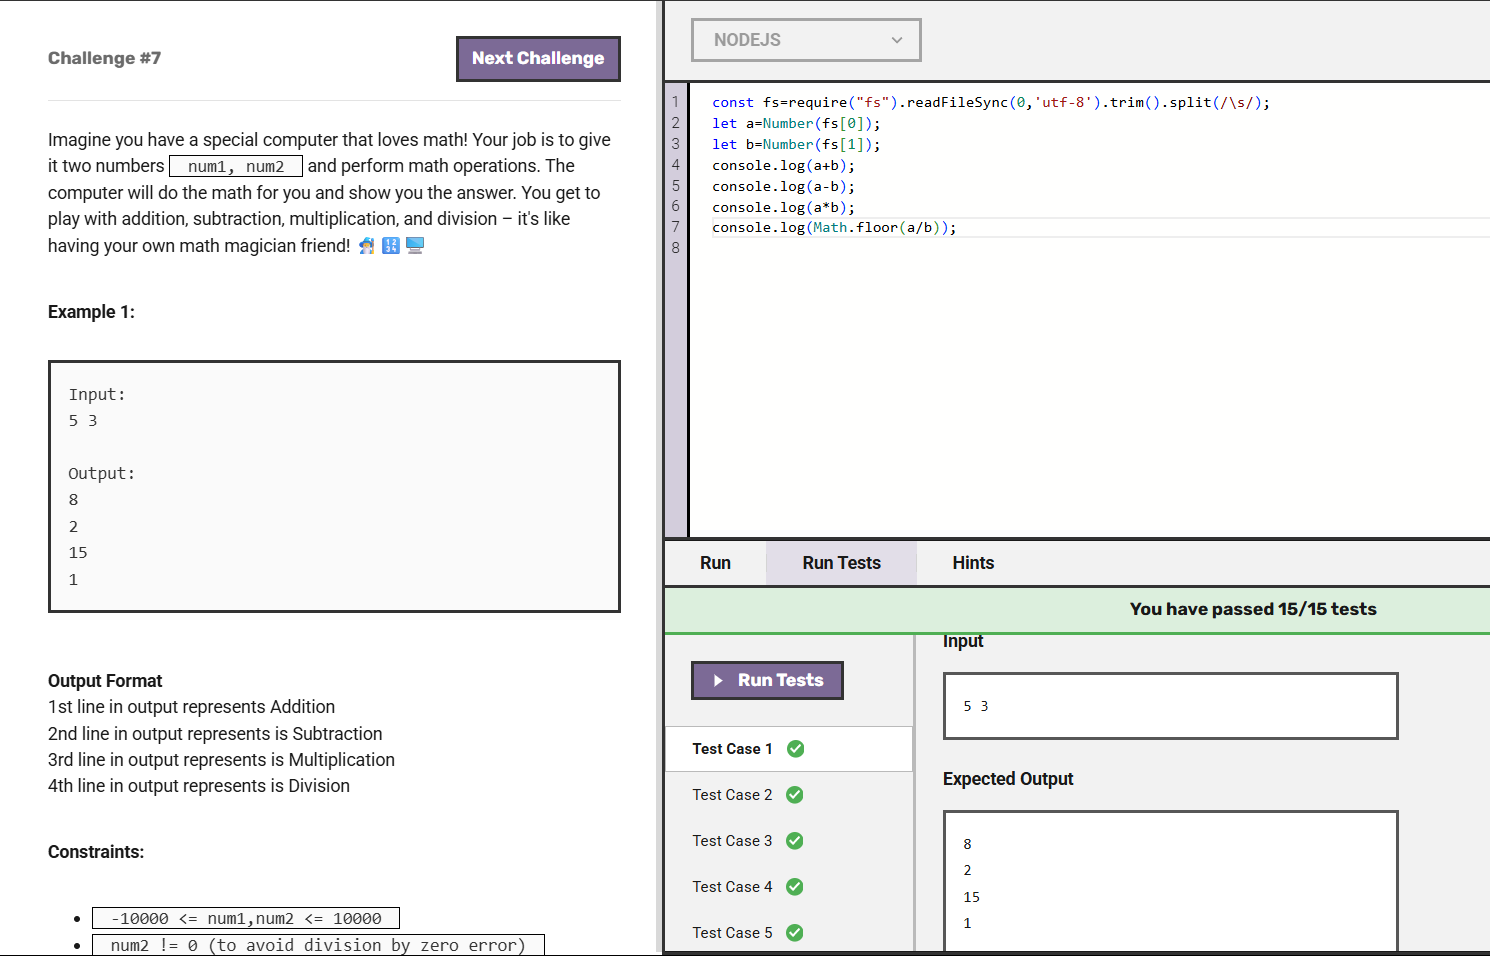 Challenge #7
Next Challenge
Imagine you have a special computer that loves math! Your job is to give
it two numbers num1, num2 and perform math operations. The
computer will do the math for you and show you the answer. You get to
play with addition, subtraction, multiplication, and division – it's like
having your own math magician friend! 🧙‍♂️ 🔢 🖥️
Example 1:
Input:
5 3
Output:
8
2
15
1
Output Format
1st line in output represents Addition
2nd line in output represents is Subtraction
3rd line in output represents is Multiplication
4th line in output represents is Division
Constraints:
• -10000 <= num1,num2 <= 10000
• num2 != 0 (to avoid division by zero error)
NODEJS
1 const fs=require("fs").readFileSync(0,'utf-8').trim().split(/\s/);
2 let a=Number(fs[0]);
3 let b=Number(fs[1]);
4 console.log(a+b);
5 console.log(a-b);
6 console.log(a*b);
7 console.log(Math.floor(a/b));
8
Run Run Tests Hints
You have passed 15/15 tests
Run Tests
Test Case 1
Test Case 2
Test Case 3
Test Case 4
Test Case 5
Input
5 3
Expected Output
8
2
15
1